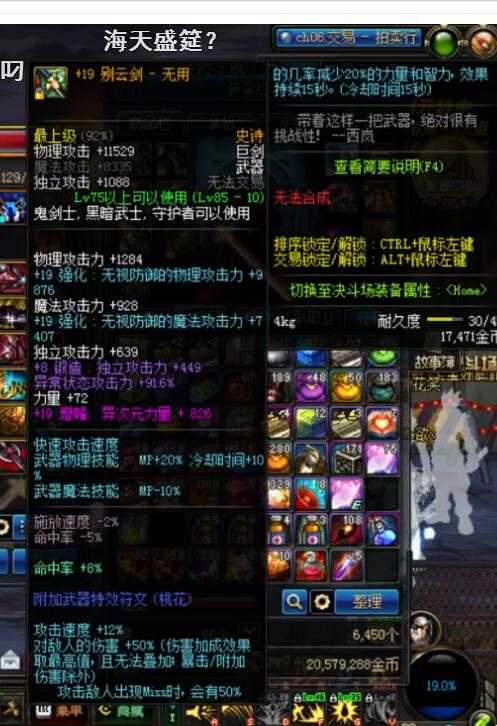 海天盛筵？
ch06.交易 - 拍卖行
+19 别云剑 - 无用
最上级(92%) 史诗
物理攻击 +11529 巨剑
魔法攻击 +8335 武器
独立攻击 +1088 无法交易
Lv75以上可以使用 (Lv85 - 10)
鬼剑士, 黑暗武士, 守护者可以使用
物理攻击力 +1284
+19 强化 : 无视防御的物理攻击力 +9
876
魔法攻击力 +928
+19 强化 : 无视防御的魔法攻击力 +7
407
独立攻击力 +639
+8 锻造 : 独立攻击力 +449
异常状态攻击力 +91.6%
力量 +72
+19 增幅 异次元力量 + 826
快速攻击速度
武器物理技能 : MP+20% 冷却时间+10
%
武器魔法技能 : MP-10%
施放速度 -2%
命中率 -5%
命中率 +8%
附加武器特效符文 (桃花)
攻击速度 +12%
对敌人的伤害 +50% (伤害加成效果
取最高值, 且无法叠加; 暴击/附加
伤害除外)
攻击敌人出现Miss时, 会有50%
的几率减少20%的力量和智力, 效果
持续15秒。(冷却时间15秒)
带着这样一把武器, 绝对很有
挑战性! --西岚
查看简要说明(F4)
无法合成
排序锁定/解锁 : CTRL+鼠标左键
交易锁定/解锁 : ALT+鼠标左键
切换至决斗场装备属性 : <Home>
4kg 耐久度 30/4
17,471金币
整理
6,450个
20,579,288金币
19.0%
菜单
商城